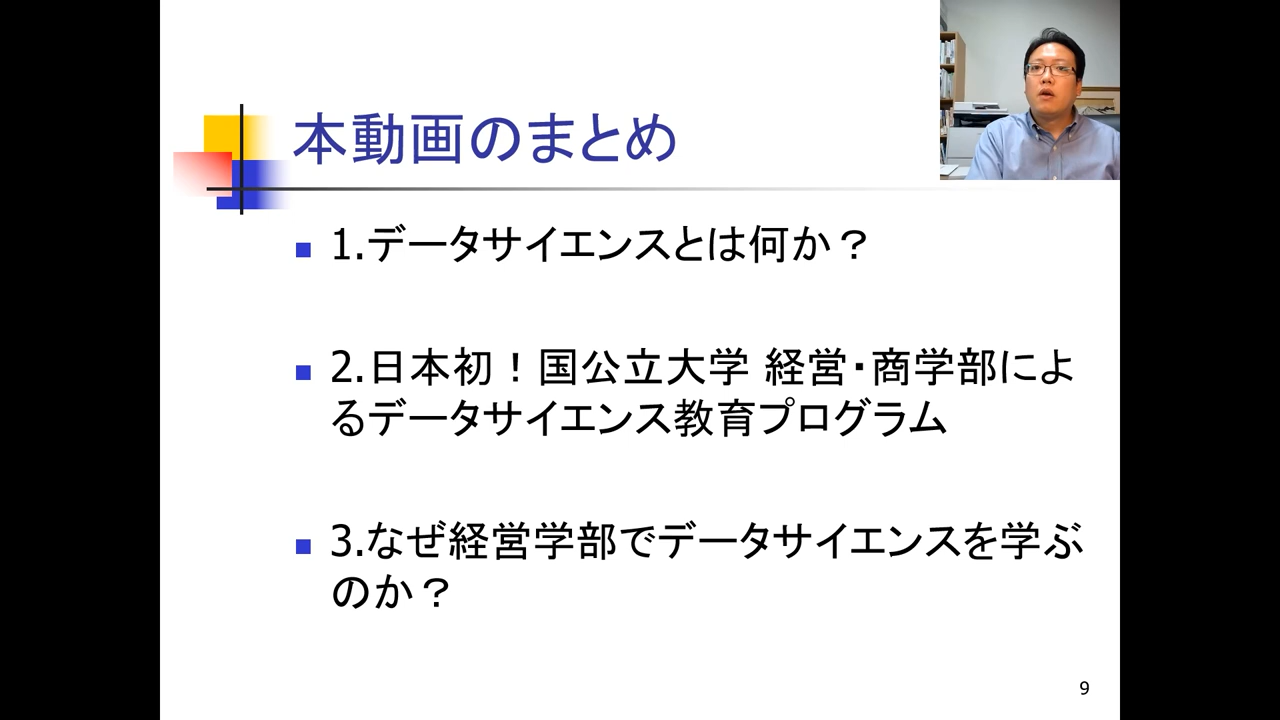 本動画のまとめ
1.データサイエンスとは何か？
2.日本初！国公立大学 経営・商学部によ
るデータサイエンス教育プログラム
3.なぜ経営学部でデータサイエンスを学ぶ
のか？
9